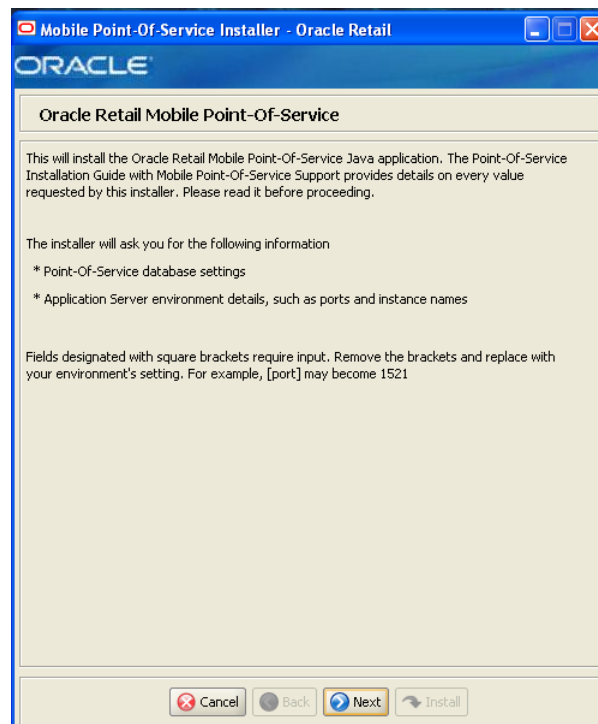 Mobile Point-Of-Service Installer - Oracle Retail
ORACLE
Oracle Retail Mobile Point-Of-Service
This will install the Oracle Retail Mobile Point-Of-Service Java application. The Point-Of-Service
Installation Guide with Mobile Point-Of-Service Support provides details on every value
requested by this installer. Please read it before proceeding.
The installer will ask you for the following information
* Point-Of-Service database settings
* Application Server environment details, such as ports and instance names
Fields designated with square brackets require input. Remove the brackets and replace with
your environment's setting. For example, [port] may become 1521
Cancel Back Next Install